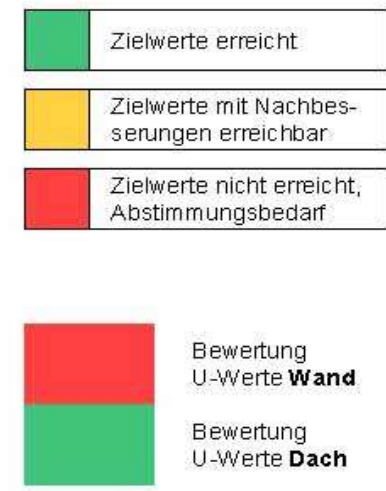 Zielwerte erreicht
Zielwerte mit Nachbes-
serungen erreichbar
Zielwerte nicht erreicht,
Abstimmungsbedarf
Bewertung
U-Werte Wand
Bewertung
U-Werte Dach